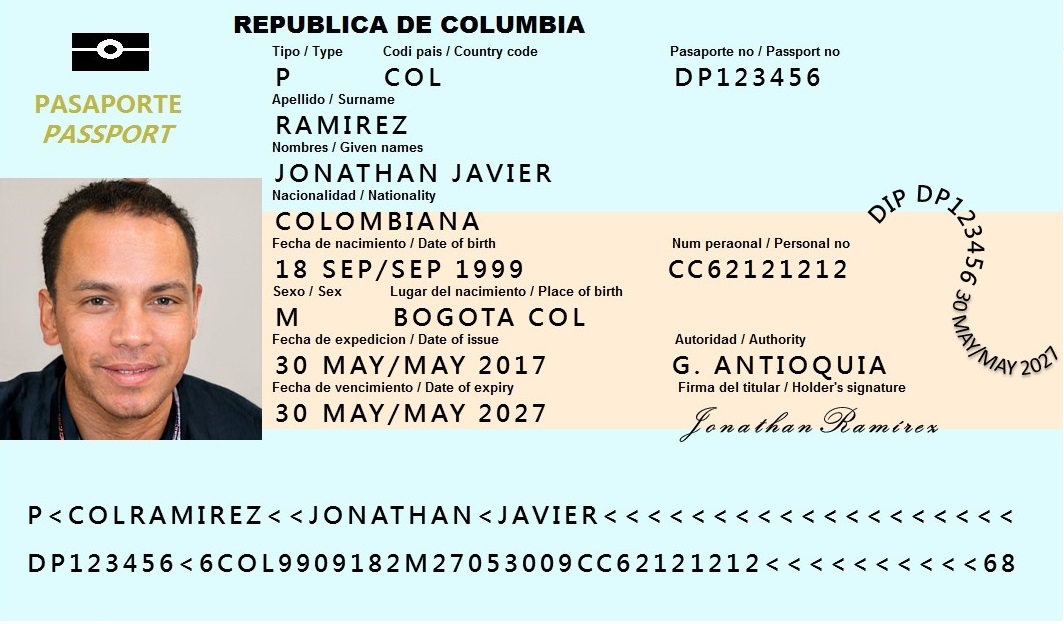 REPUBLICA DE COLUMBIA
Tipo / Type Codi pais / Country code Pasaporte no / Passport no
P COL DP123456
PASAPORTE
PASSPORT
Apellido / Surname
RAMIREZ
Nombres / Given names
JONATHAN JAVIER
Nacionalidad / Nationality
COLOMBIANA
Fecha de nacimiento / Date of birth Num peraonal / Personal no
18 SEP/SEP 1999 CC62121212
Sexo / Sex Lugar del nacimiento / Place of birth
M BOGOTA COL
Fecha de expedicion / Date of issue Autoridad / Authority
30 MAY/MAY 2017 G. ANTIOQUIA
Fecha de vencimiento / Date of expiry Firma del titular / Holder's signature
30 MAY/MAY 2027 Jonathan Ramirez
DIP DP123456 30 MAY/MAY 2027
P<COLRAMIREZ<<JONATHAN<JAVIER<<<<<<<<<<<<<<<<<<<
DP123456<6COL9909182M27053009CC62121212<<<<<<<<<<68